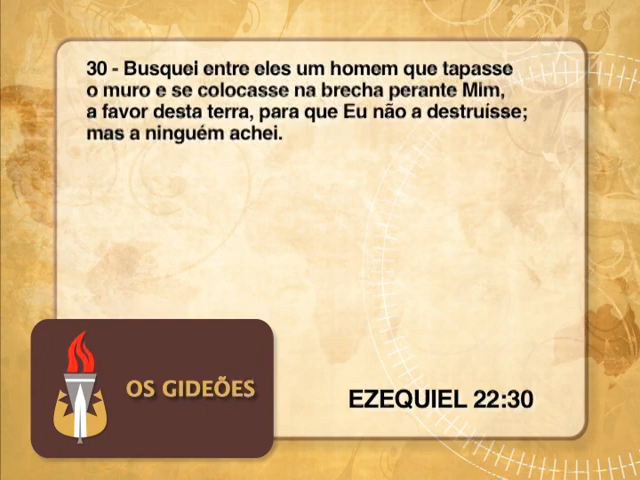 30 - Busquei entre eles um homem que tapasse
o muro e se colocasse na brecha perante Mim,
a favor desta terra, para que Eu não a destruísse;
mas a ninguém achei.
OS GIDEÕES
EZEQUIEL 22:30